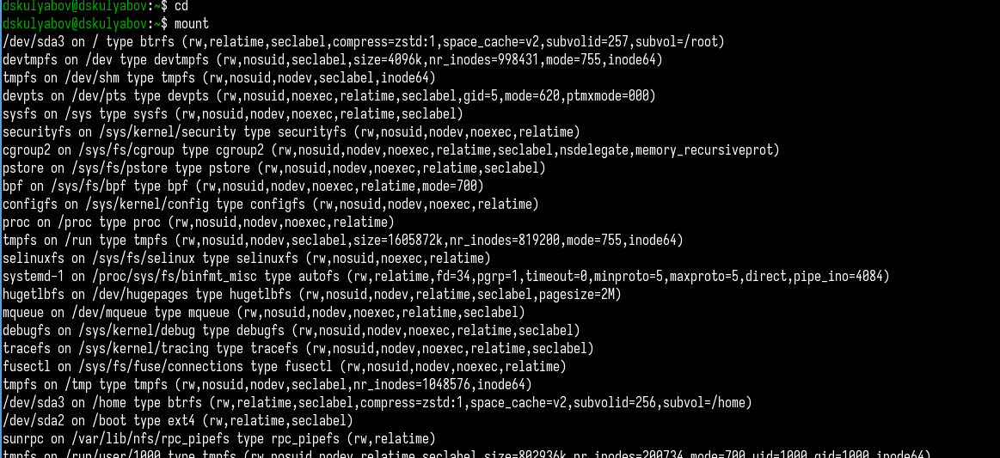 dskulyabov@dskulyabov:~$ cd
dskulyabov@dskulyabov:~$ mount
/dev/sda3 on / type btrfs (rw,relatime,seclabel,compress=zstd:1,space_cache=v2,subvolid=257,subvol=/root)
devtmpfs on /dev type devtmpfs (rw,nosuid,seclabel,size=4096k,nr_inodes=998431,mode=755,inode64)
tmpfs on /dev/shm type tmpfs (rw,nosuid,nodev,seclabel,inode64)
devpts on /dev/pts type devpts (rw,nosuid,noexec,relatime,seclabel,gid=5,mode=620,ptmxmode=000)
sysfs on /sys type sysfs (rw,nosuid,nodev,noexec,relatime,seclabel)
securityfs on /sys/kernel/security type securityfs (rw,nosuid,nodev,noexec,relatime)
cgroup2 on /sys/fs/cgroup type cgroup2 (rw,nosuid,nodev,noexec,relatime,seclabel,nsdelegate,memory_recursiveprot)
pstore on /sys/fs/pstore type pstore (rw,nosuid,nodev,noexec,relatime,seclabel)
bpf on /sys/fs/bpf type bpf (rw,nosuid,nodev,noexec,relatime,mode=700)
configfs on /sys/kernel/config type configfs (rw,nosuid,nodev,noexec,relatime)
proc on /proc type proc (rw,nosuid,nodev,noexec,relatime)
tmpfs on /run type tmpfs (rw,nosuid,nodev,seclabel,size=1605872k,nr_inodes=819200,mode=755,inode64)
selinuxfs on /sys/fs/selinux type selinuxfs (rw,nosuid,noexec,relatime)
systemd-1 on /proc/sys/fs/binfmt_misc type autofs (rw,relatime,fd=34,pgrp=1,timeout=0,minproto=5,maxproto=5,direct,pipe_ino=4084)
hugetlbfs on /dev/hugepages type hugetlbfs (rw,nosuid,nodev,relatime,seclabel,pagesize=2M)
mqueue on /dev/mqueue type mqueue (rw,nosuid,nodev,noexec,relatime,seclabel)
debugfs on /sys/kernel/debug type debugfs (rw,nosuid,nodev,noexec,relatime,seclabel)
tracefs on /sys/kernel/tracing type tracefs (rw,nosuid,nodev,noexec,relatime,seclabel)
fusectl on /sys/fs/fuse/connections type fusectl (rw,nosuid,nodev,noexec,relatime)
tmpfs on /tmp type tmpfs (rw,nosuid,nodev,seclabel,nr_inodes=1048576,inode64)
/dev/sda3 on /home type btrfs (rw,relatime,seclabel,compress=zstd:1,space_cache=v2,subvolid=256,subvol=/home)
/dev/sda2 on /boot type ext4 (rw,relatime,seclabel)
sunrpc on /var/lib/nfs/rpc_pipefs type rpc_pipefs (rw,relatime)
tmpfs on /run/user/1000 type tmpfs (rw,nosuid,nodev,relatime,seclabel,size=802936k,nr_inodes=200734,mode=700,uid=1000,gid=1000,inode64)